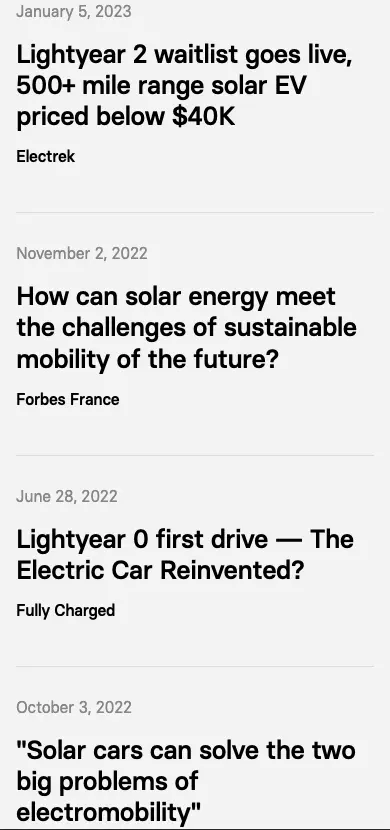 January 5, 2023
Lightyear 2 waitlist goes live,
500+ mile range solar EV
priced below $40K
Electrek
November 2, 2022
How can solar energy meet
the challenges of sustainable
mobility of the future?
Forbes France
June 28, 2022
Lightyear 0 first drive — The
Electric Car Reinvented?
Fully Charged
October 3, 2022
"Solar cars can solve the two
big problems of
electromobility"